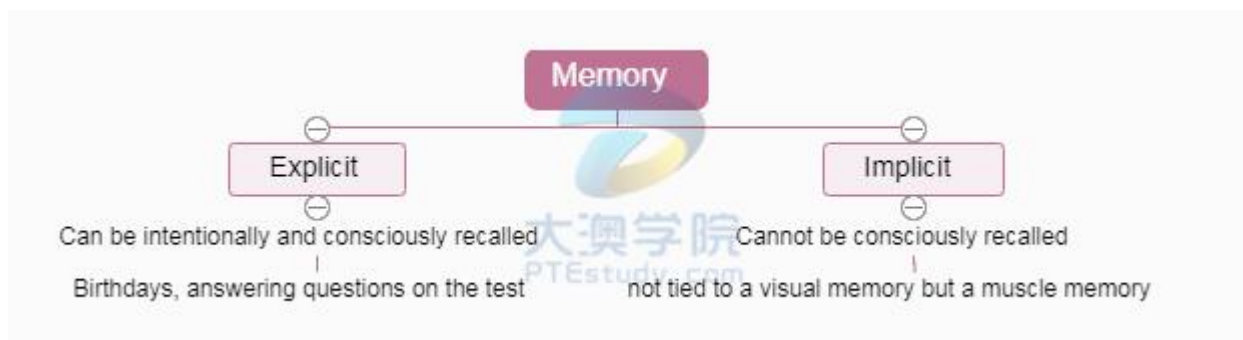 Memory
Explicit
Implicit
Can be intentionally and consciously recalled
Cannot be consciously recalled
大澳学院
PTEstudy.com
Birthdays, answering questions on the test
not tied to a visual memory but a muscle memory